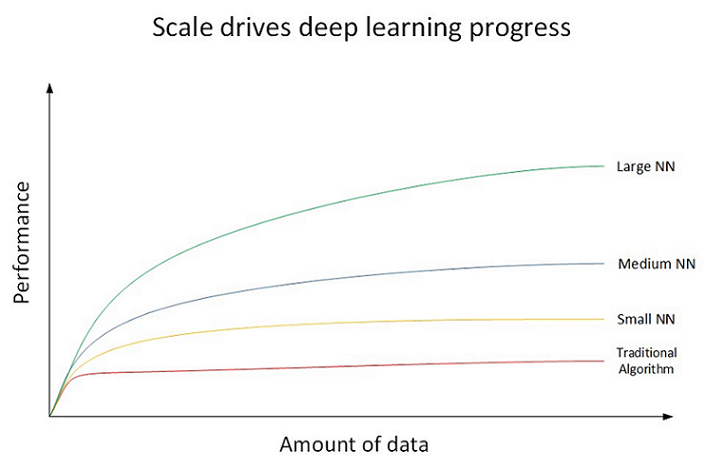 Scale drives deep learning progress
Performance
Large NN
Medium NN
Small NN
Traditional
Algorithm
Amount of data